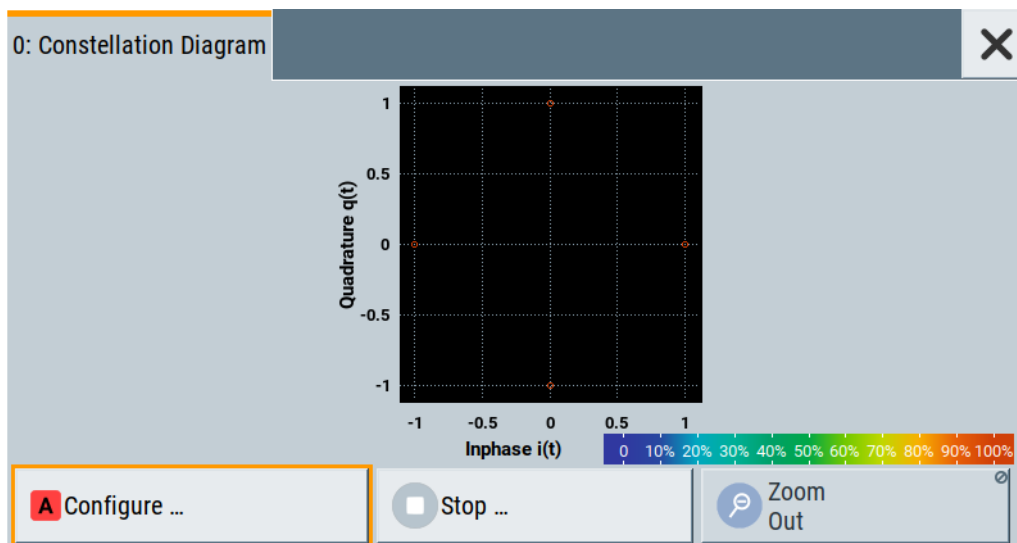 0: Constellation Diagram
1
0.5
0
-0.5
-1
Quadrature q(t)
-1 -0.5 0 0.5 1
Inphase i(t)
0 10% 20% 30% 40% 50% 60% 70% 80% 90% 100%
A Configure ...
Stop ...
Zoom
Out